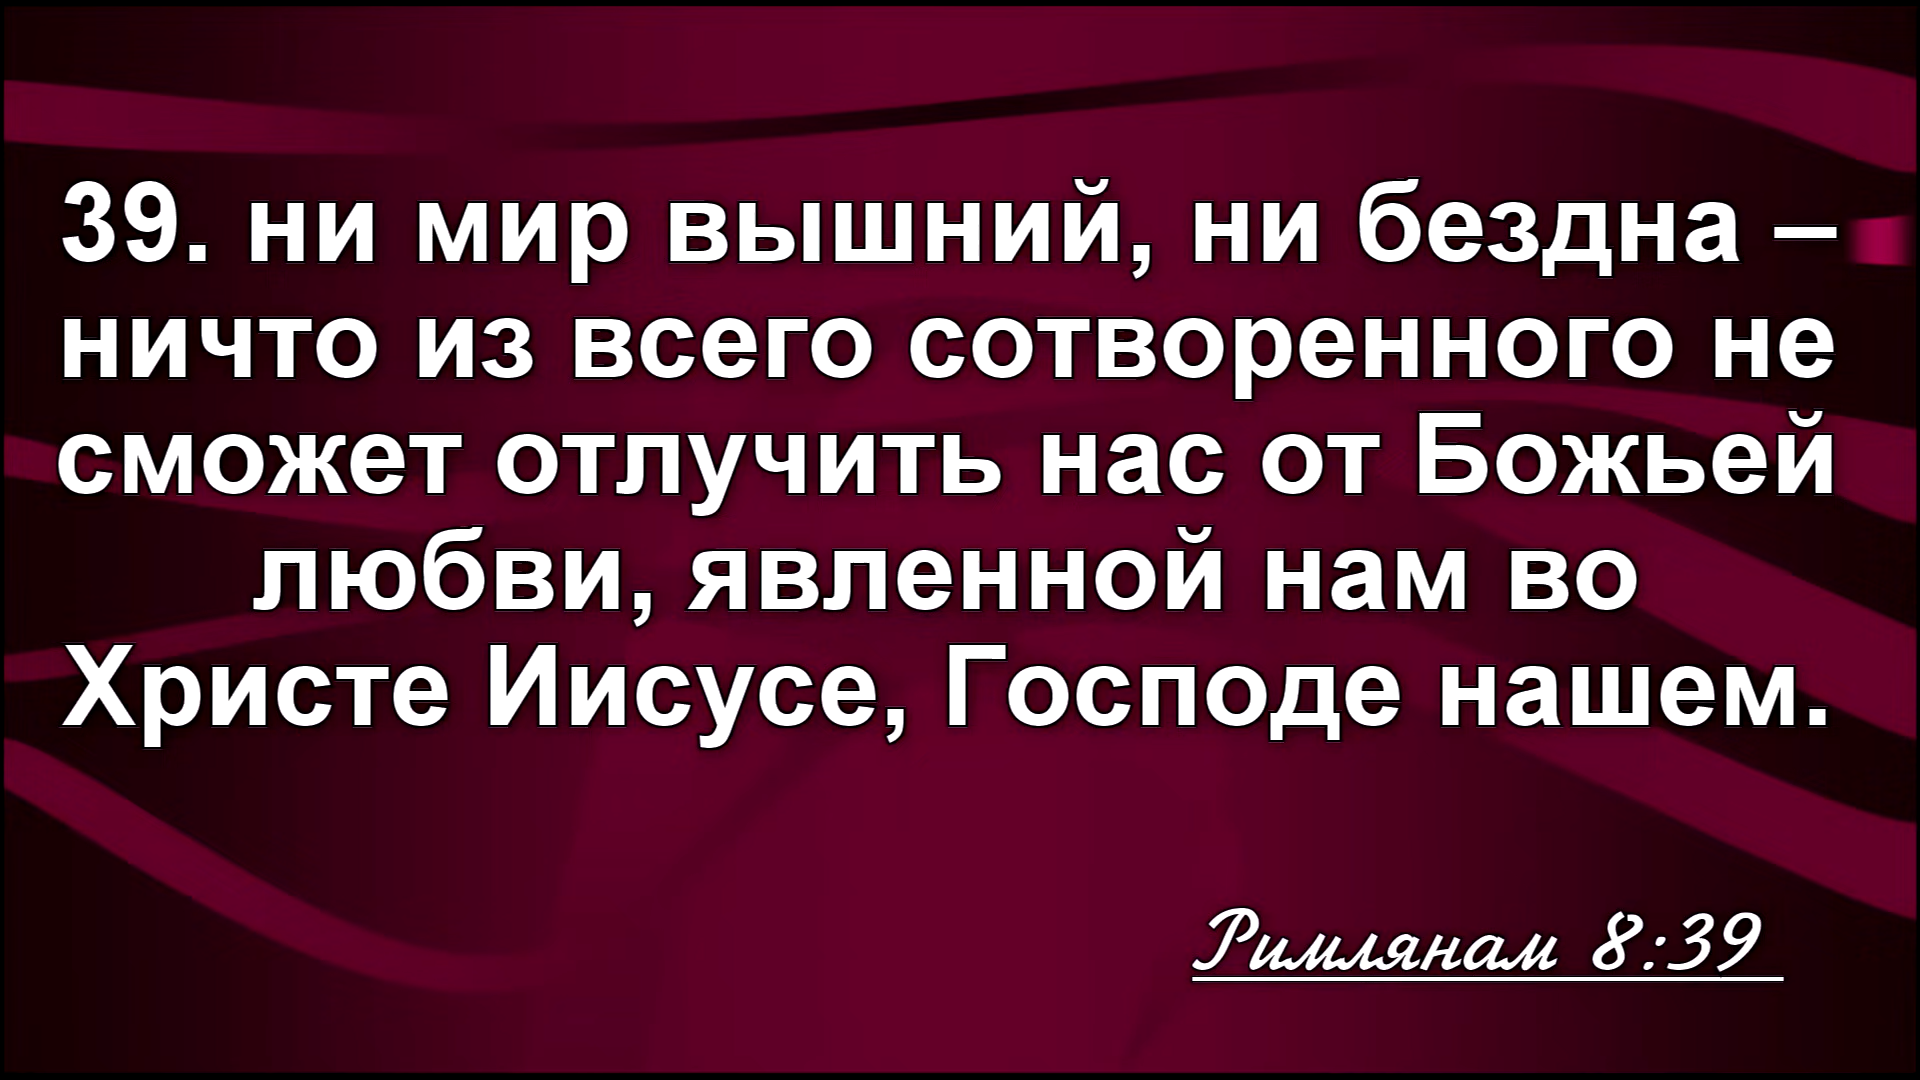 39. ни мир вышний, ни бездна –
ничто из всего сотворенного не
сможет отлучить нас от Божьей
любви, явленной нам во
Христе Иисусе, Господе нашем.
Римлянам 8:39